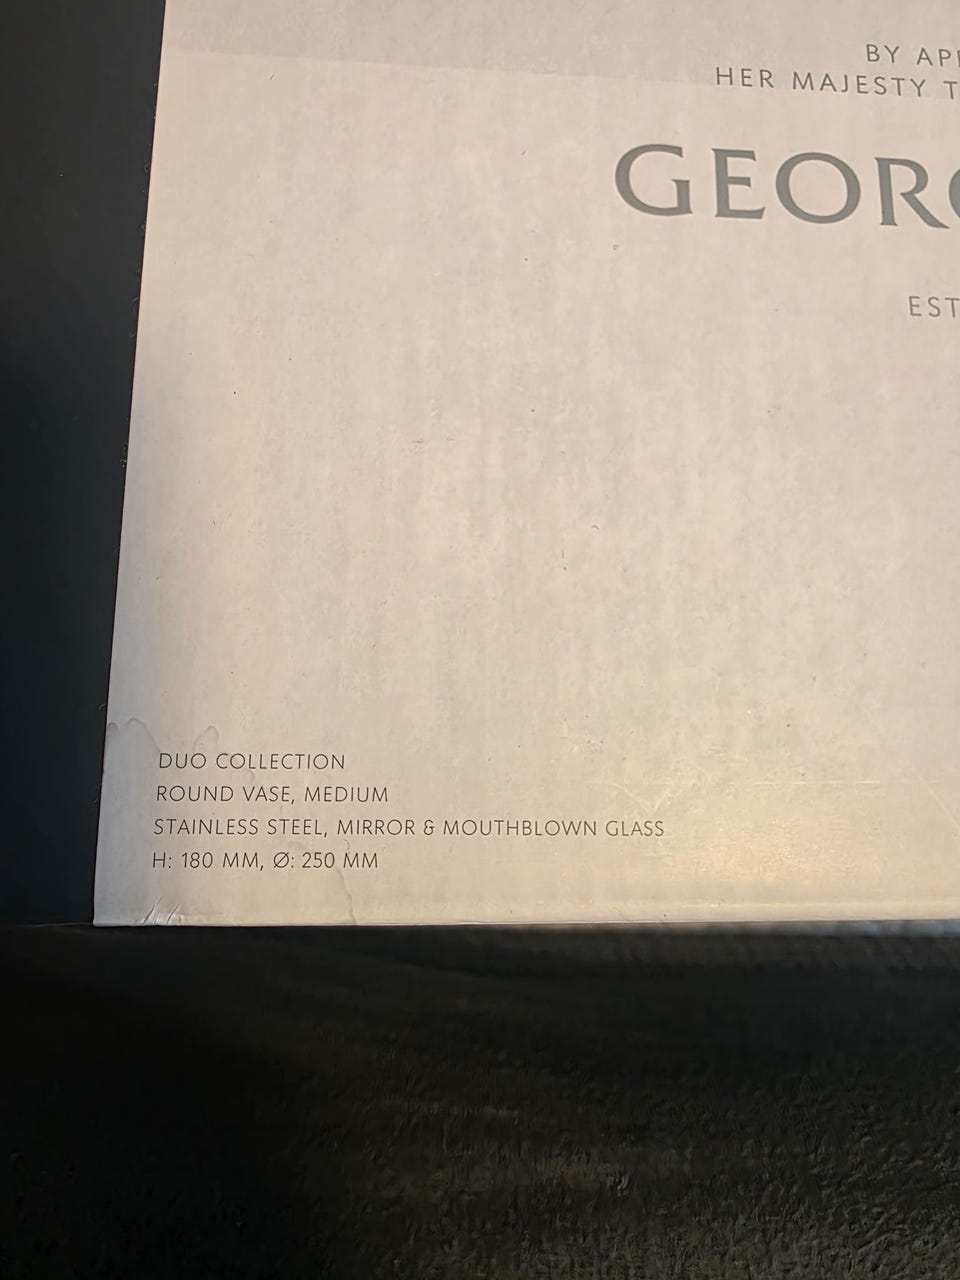 BY AP
HER MAJESTY T
GEOR
EST
DUO COLLECTION
ROUND VASE, MEDIUM
STAINLESS STEEL, MIRROR & MOUTHBLOWN GLASS
H: 180 MM, Ø: 250 MM